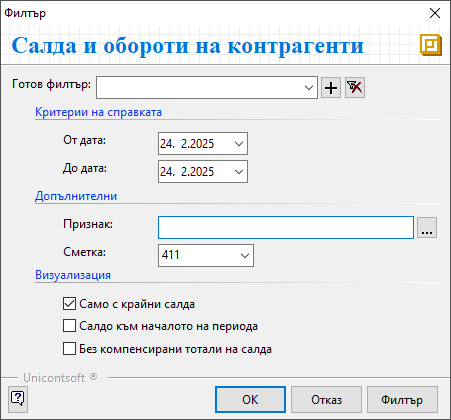 Филтър
Салда и обороти на контрагенти
Готов филтър:
Критерии на справката
От дата: 24. 2.2025
До дата: 24. 2.2025
Допълнителни
Признак: ...
Сметка: 411
Визуализация
Само с крайни салда
Салдо към началото на периода
Без компенсирани тотали на салда
Unicontsoft ®
ОК Отказ Филтър